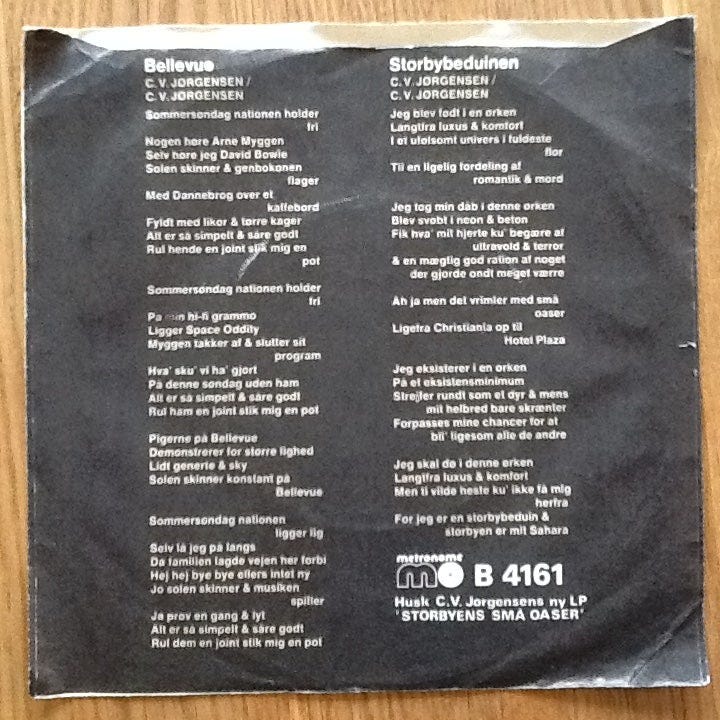 Bellevue
C.V. JØRGENSEN /
C.V. JØRGENSEN
Sommersøndag nationen holder
fri
Nogen høre Arne Myggen
Selv høre jeg David Bowie
Solen skinner & genbokonen
flager
Med Dannebrog over et
kaffebord
Fyldt med likør & tørre kager
Alt er så simpelt & såre godt
Rul hende en joint stik mig en
pot
Sommersøndag nationen holder
fri
På min hi-fi grammo
Ligger Space Oddity
Myggen takker af & slutter sit
program
Hva' sku' vi ha' gjort
På denne søndag uden ham
Alt er så simpelt & såre godt
Rul ham en joint stik mig en pot
Pigerne på Bellevue
Demonstrerer for større lighed
Lidt generte & sky
Solen skinner konstant på
Bellevue
Sommersøndag nationen
ligger lig
Selv lå jeg på langs
Da familien lagde vejen her forbi
Hej hej bye bye ellers intet ny
Jo solen skinner & musiken
spiller
Ja prøv en gang & lyt
Alt er så simpelt & såre godt
Rul dem en joint stik mig en pot
Storbybeduinen
C.V. JØRGENSEN /
C.V. JØRGENSEN
Jeg blev født i en ørken
Langtfra luxus & komfort
I et ufølsomt univers i fuldeste
flor
Til en ligelig fordeling af
romantik & mord
Jeg tog min dåb i denne ørken
Blev svøbt i neon & beton
Fik hva' mit hjerte ku' begære af
ultravold & terror
& en mægtig god ration af noget
der gjorde ondt meget værre
Åh ja men det vrimler med små
oaser
Ligefra Christiania op til
Hotel Plaza
Jeg eksisterer i en ørken
På et eksistensminimum
Strejfer rundt som et dyr & mens
mit helbred bare skrænter
Forpasses mine chancer for at
bli' ligesom alle de andre
Jeg skal dø i denne ørken
Langtfra luxus & komfort
Men ti vilde heste ku' ikke få mig
herfra
For jeg er en storbybeduin &
storbyen er mit Sahara
metronome
B 4161
Husk C.V. Jørgensens ny LP
"STORBYENS SMÅ OASER"